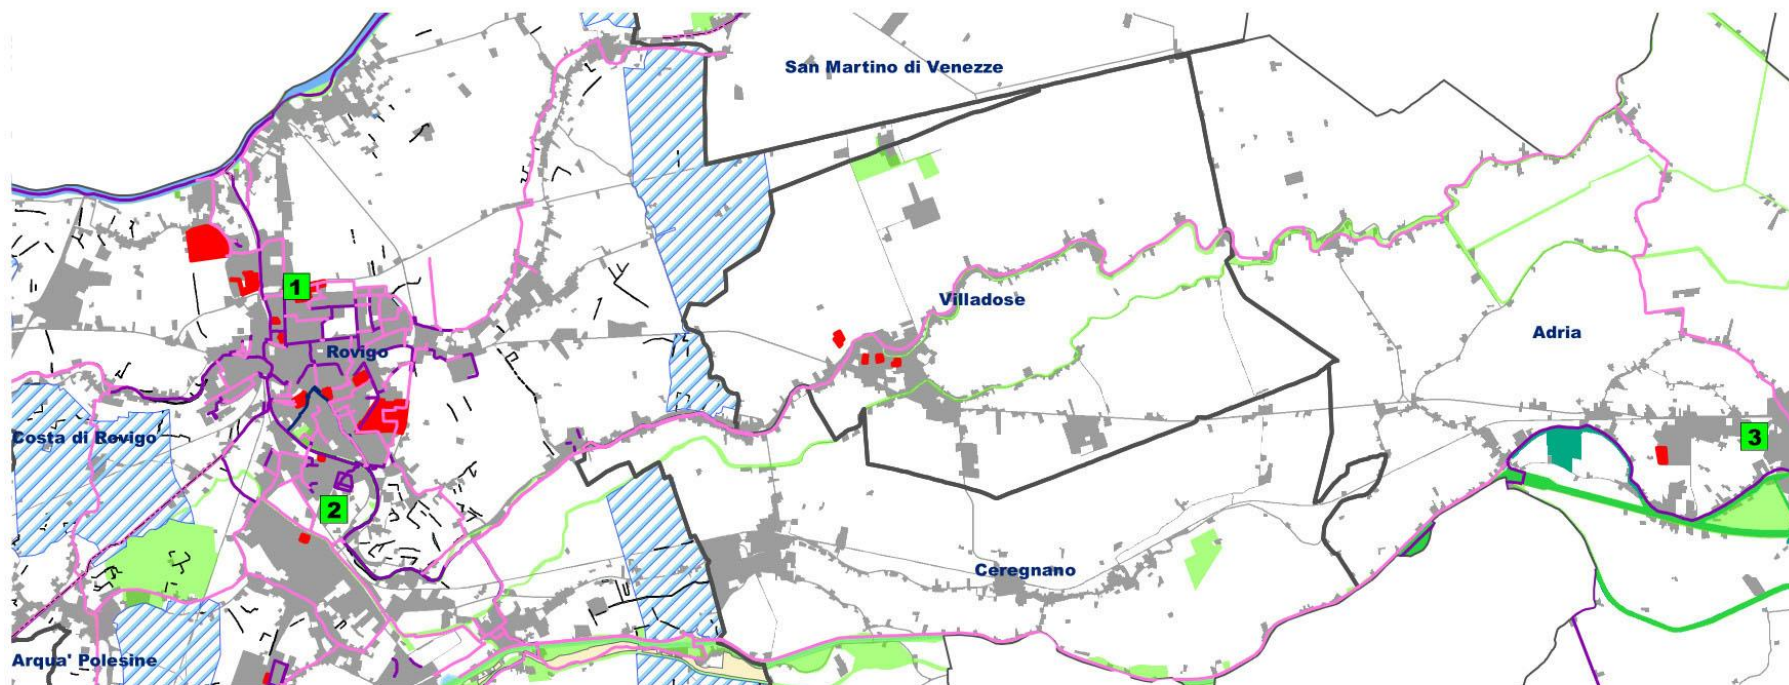 San Martino di Venezze
1
Villadose
Adria
Rovigo
Costa di Rovigo
3
2
Ceregnano
Arqua' Polesine